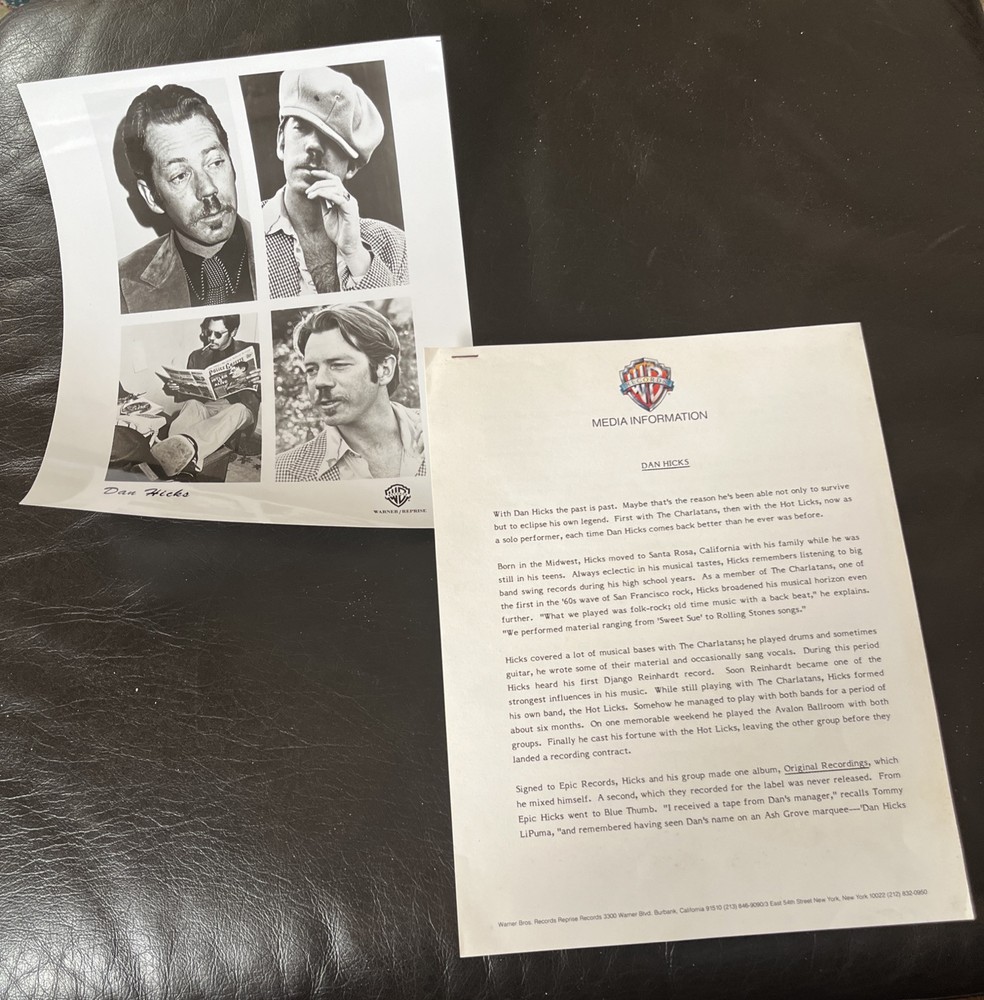 POLICE GAZETTE
Dan Hicks
WB
WARNER/REPRISE
WB
RECORDS
MEDIA INFORMATION
DAN HICKS
With Dan Hicks the past is past. Maybe that's the reason he's been able not only to survive
but to eclipse his own legend. First with The Charlatans, then with the Hot Licks, now as
a solo performer, each time Dan Hicks comes back better than he ever was before.
Born in the Midwest, Hicks moved to Santa Rosa, California with his family while he was
still in his teens. Always eclectic in his musical tastes, Hicks remembers listening to big
band swing records during his high school years. As a member of The Charlatans, one of
the first in the '60s wave of San Francisco rock, Hicks broadened his musical horizon even
further. "What we played was folk-rock; old time music with a back beat," he explains.
"We performed material ranging from 'Sweet Sue' to Rolling Stones songs."
Hicks covered a lot of musical bases with The Charlatans; he played drums and sometimes
guitar, he wrote some of their material and occasionally sang vocals. During this period
Hicks heard his first Django Reinhardt record. Soon Reinhardt became one of the
strongest influences in his music. While still playing with The Charlatans, Hicks formed
his own band, the Hot Licks. Somehow he managed to play with both bands for a period of
about six months. On one memorable weekend he played the Avalon Ballroom with both
groups. Finally he cast his fortune with the Hot Licks, leaving the other group before they
landed a recording contract.
Signed to Epic Records, Hicks and his group made one album, Original Recordings, which
he mixed himself. A second, which they recorded for the label was never released. From
Epic Hicks went to Blue Thumb. "I received a tape from Dan's manager," recalls Tommy
LiPuma, "and remembered having seen Dan's name on an Ash Grove marquee—'Dan Hicks
Warner Bros. Records Reprise Records 3300 Warner Blvd. Burbank, California 91510 (213) 846-9090/3 East 54th Street New York, New York 10022 (212) 832-0950